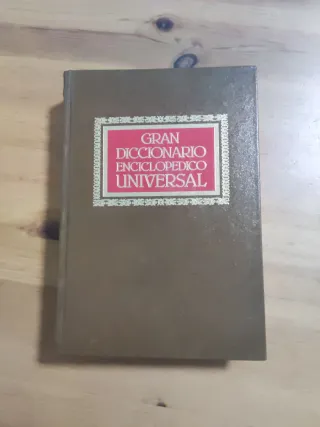 GRAN
DICCIONARIO
ENCICLOPEDICO
UNIVERSAL